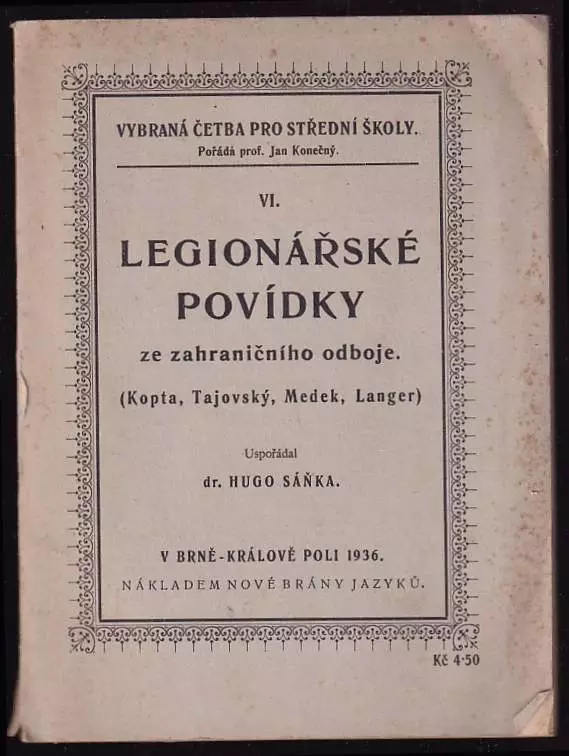 VYBRANÁ ČETBA PRO STŘEDNÍ ŠKOLY.
Pořádá prof. Jan Konečný.
VI.
LEGIONÁŘSKÉ
POVÍDKY
ze zahraničního odboje.
(Kopta, Tajovský, Medek, Langer)
Uspořádal
dr. HUGO SÁŇKA.
V BRNĚ-KRÁLOVĚ POLI 1936.
NÁKLADEM NOVÉ BRÁNY JAZYKŮ.
Kč 4·50